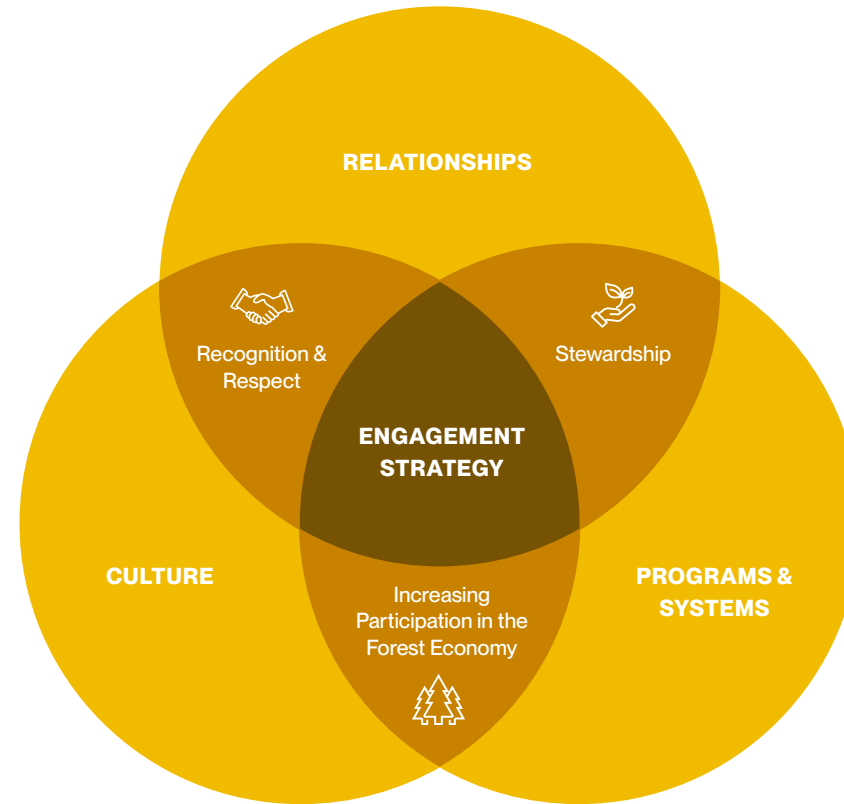 RELATIONSHIPS
Recognition &
Respect
Stewardship
ENGAGEMENT
STRATEGY
CULTURE
PROGRAMS &
SYSTEMS
Increasing
Participation in the
Forest Economy